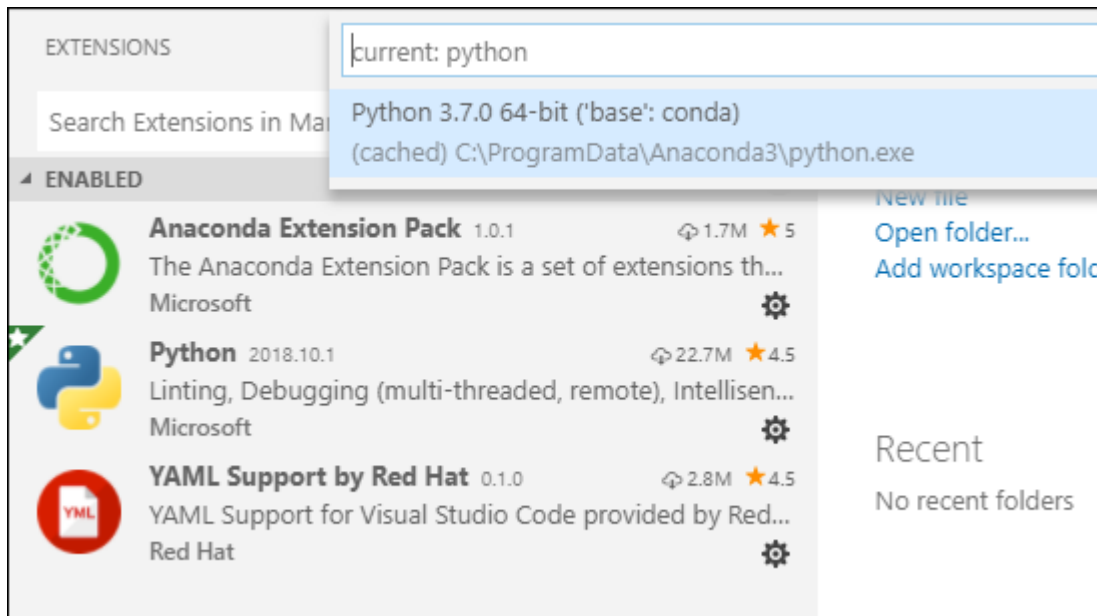 EXTENSIONS
current: python
Search Extensions in Ma
Python 3.7.0 64-bit ('base': conda)
(cached) C:\ProgramData\Anaconda3\python.exe
ENABLED
Anaconda Extension Pack 1.0.1 1.7M 5
The Anaconda Extension Pack is a set of extensions th...
Microsoft
Python 2018.10.1 22.7M 4.5
Linting, Debugging (multi-threaded, remote), Intellisen...
Microsoft
YAML Support by Red Hat 0.1.0 2.8M 4.5
YML
YAML Support for Visual Studio Code provided by Red...
Red Hat
New file
Open folder...
Add workspace fold
Recent
No recent folders